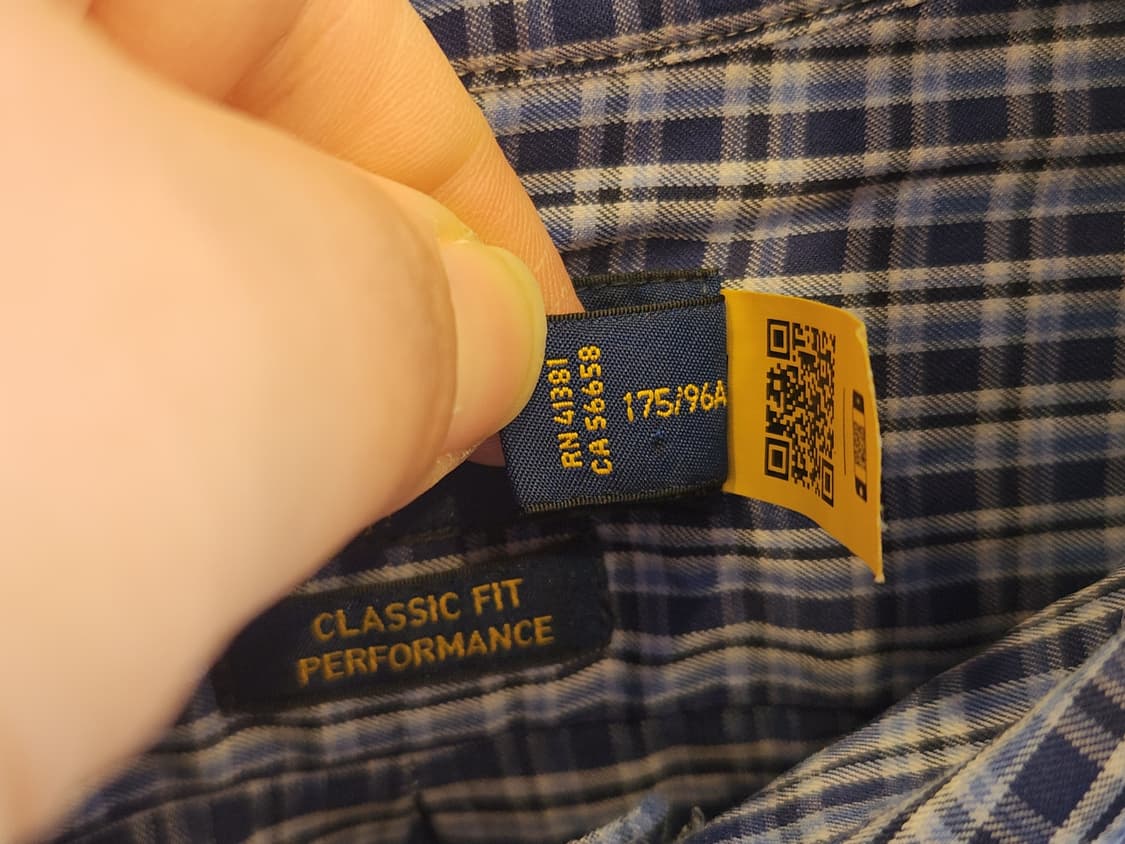 RN 41381
CA 56658
175/96A
CLASSIC FIT
PERFORMANCE